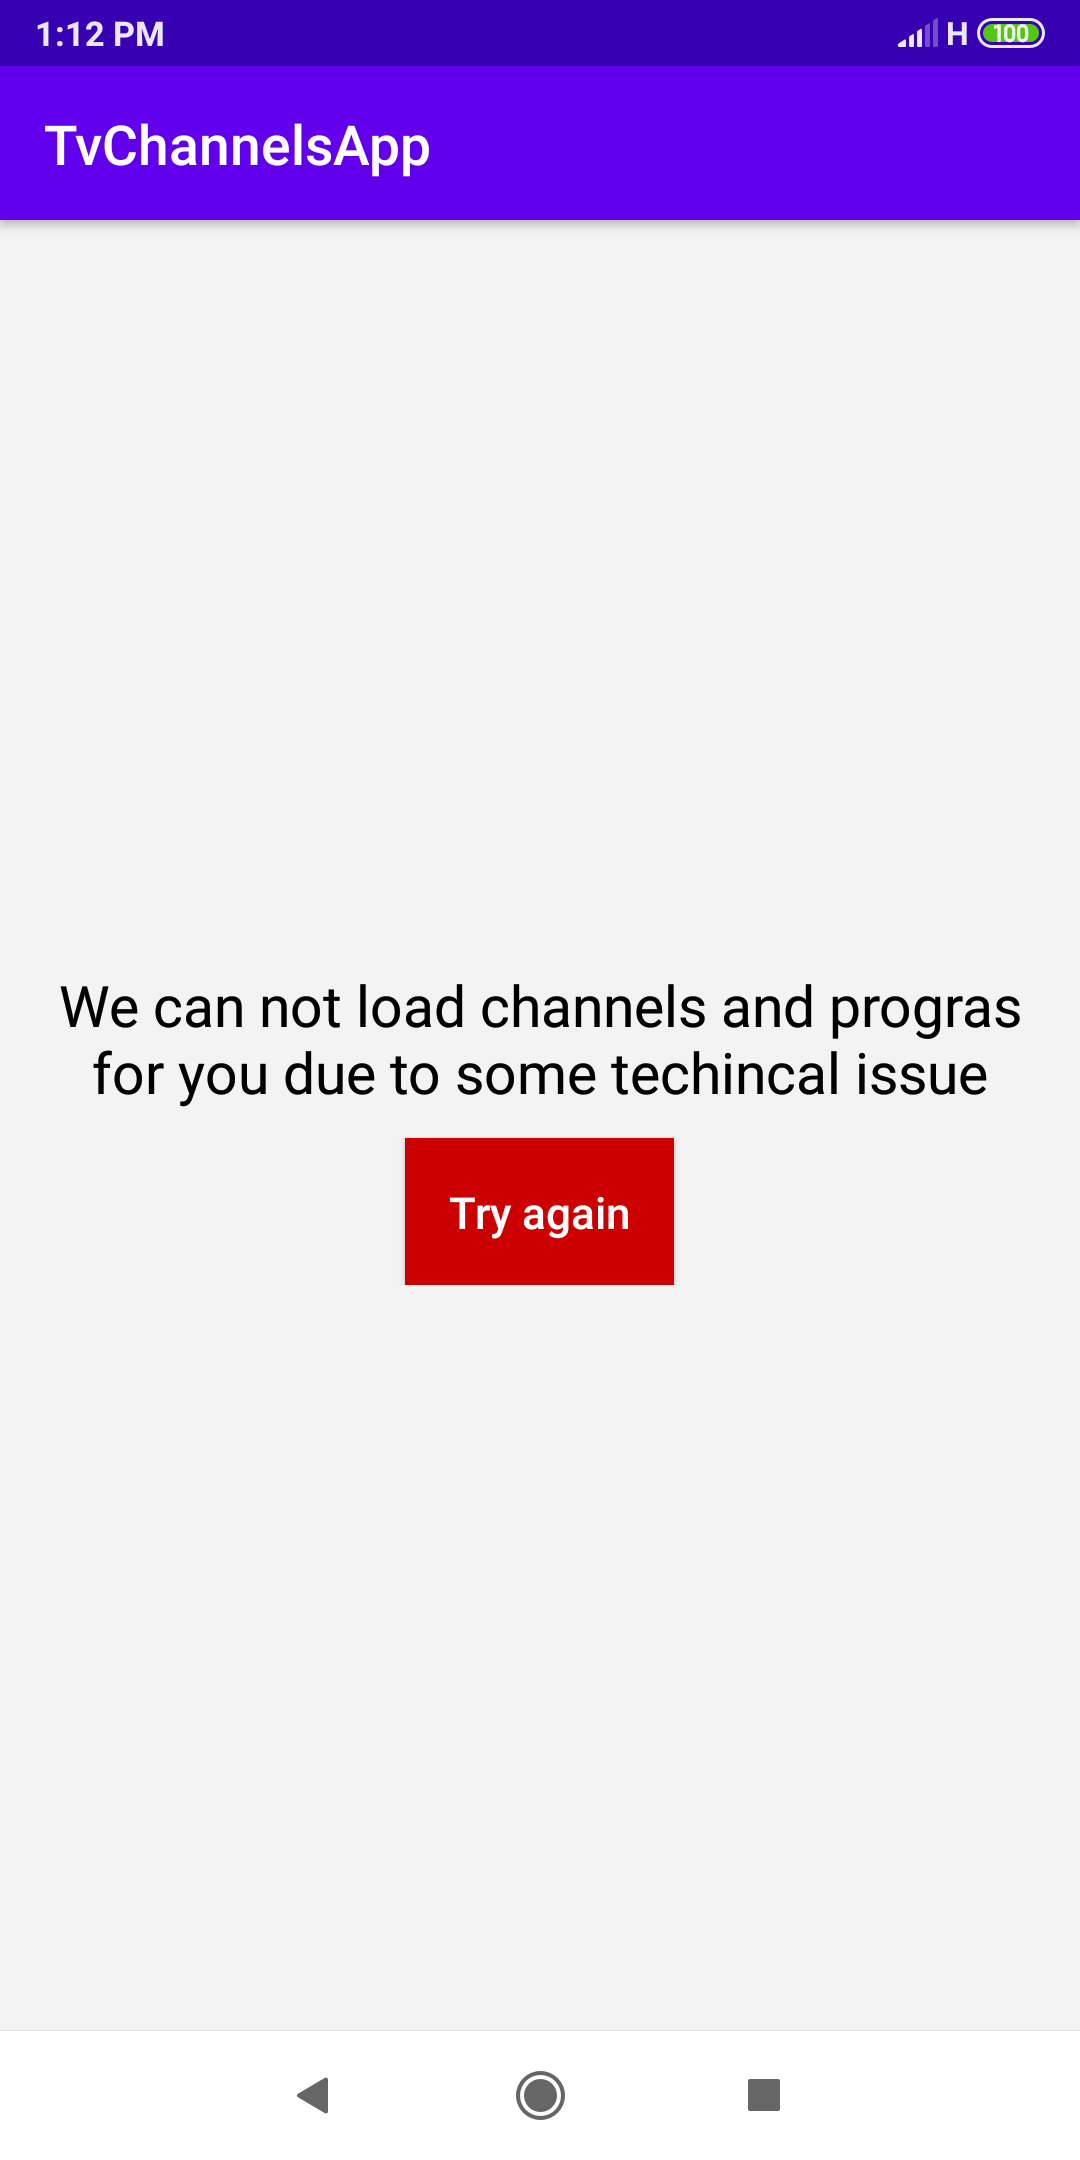 1:12 PM H 100
TvChannelsApp
We can not load channels and progras
for you due to some techincal issue
Try again